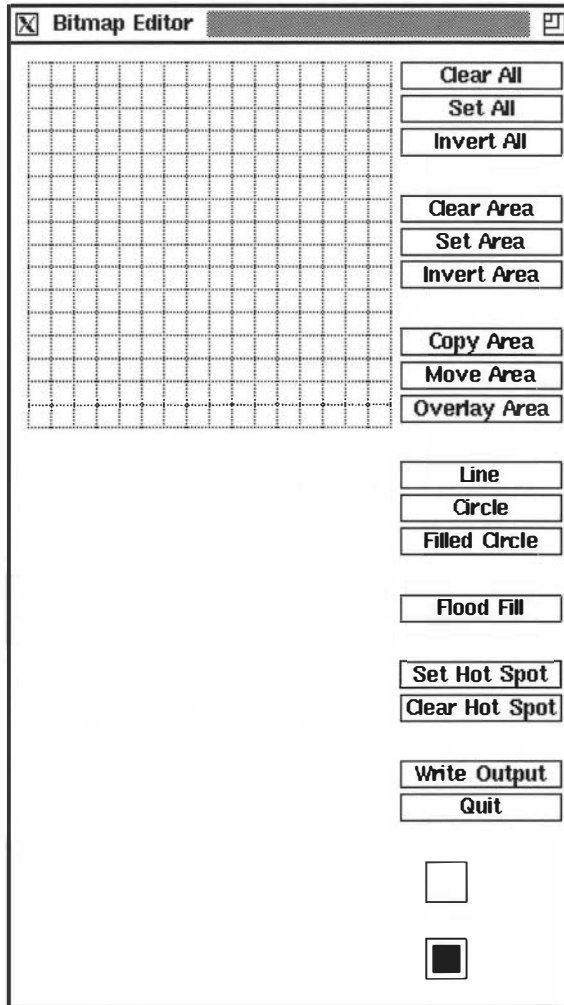 Bitmap Editor
Clear All
Set All
Invert All
Clear Area
Set Area
Invert Area
Copy Area
Move Area
Overlay Area
Line
Circle
Filled Circle
Flood Fill
Set Hot Spot
Clear Hot Spot
Write Output
Quit